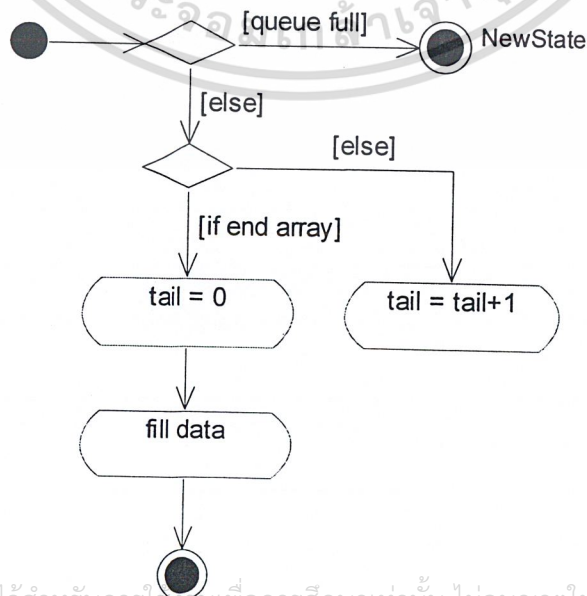 [queue full]
NewState
[else]
[else]
[if end array]
tail = 0
tail = tail+1
fill data